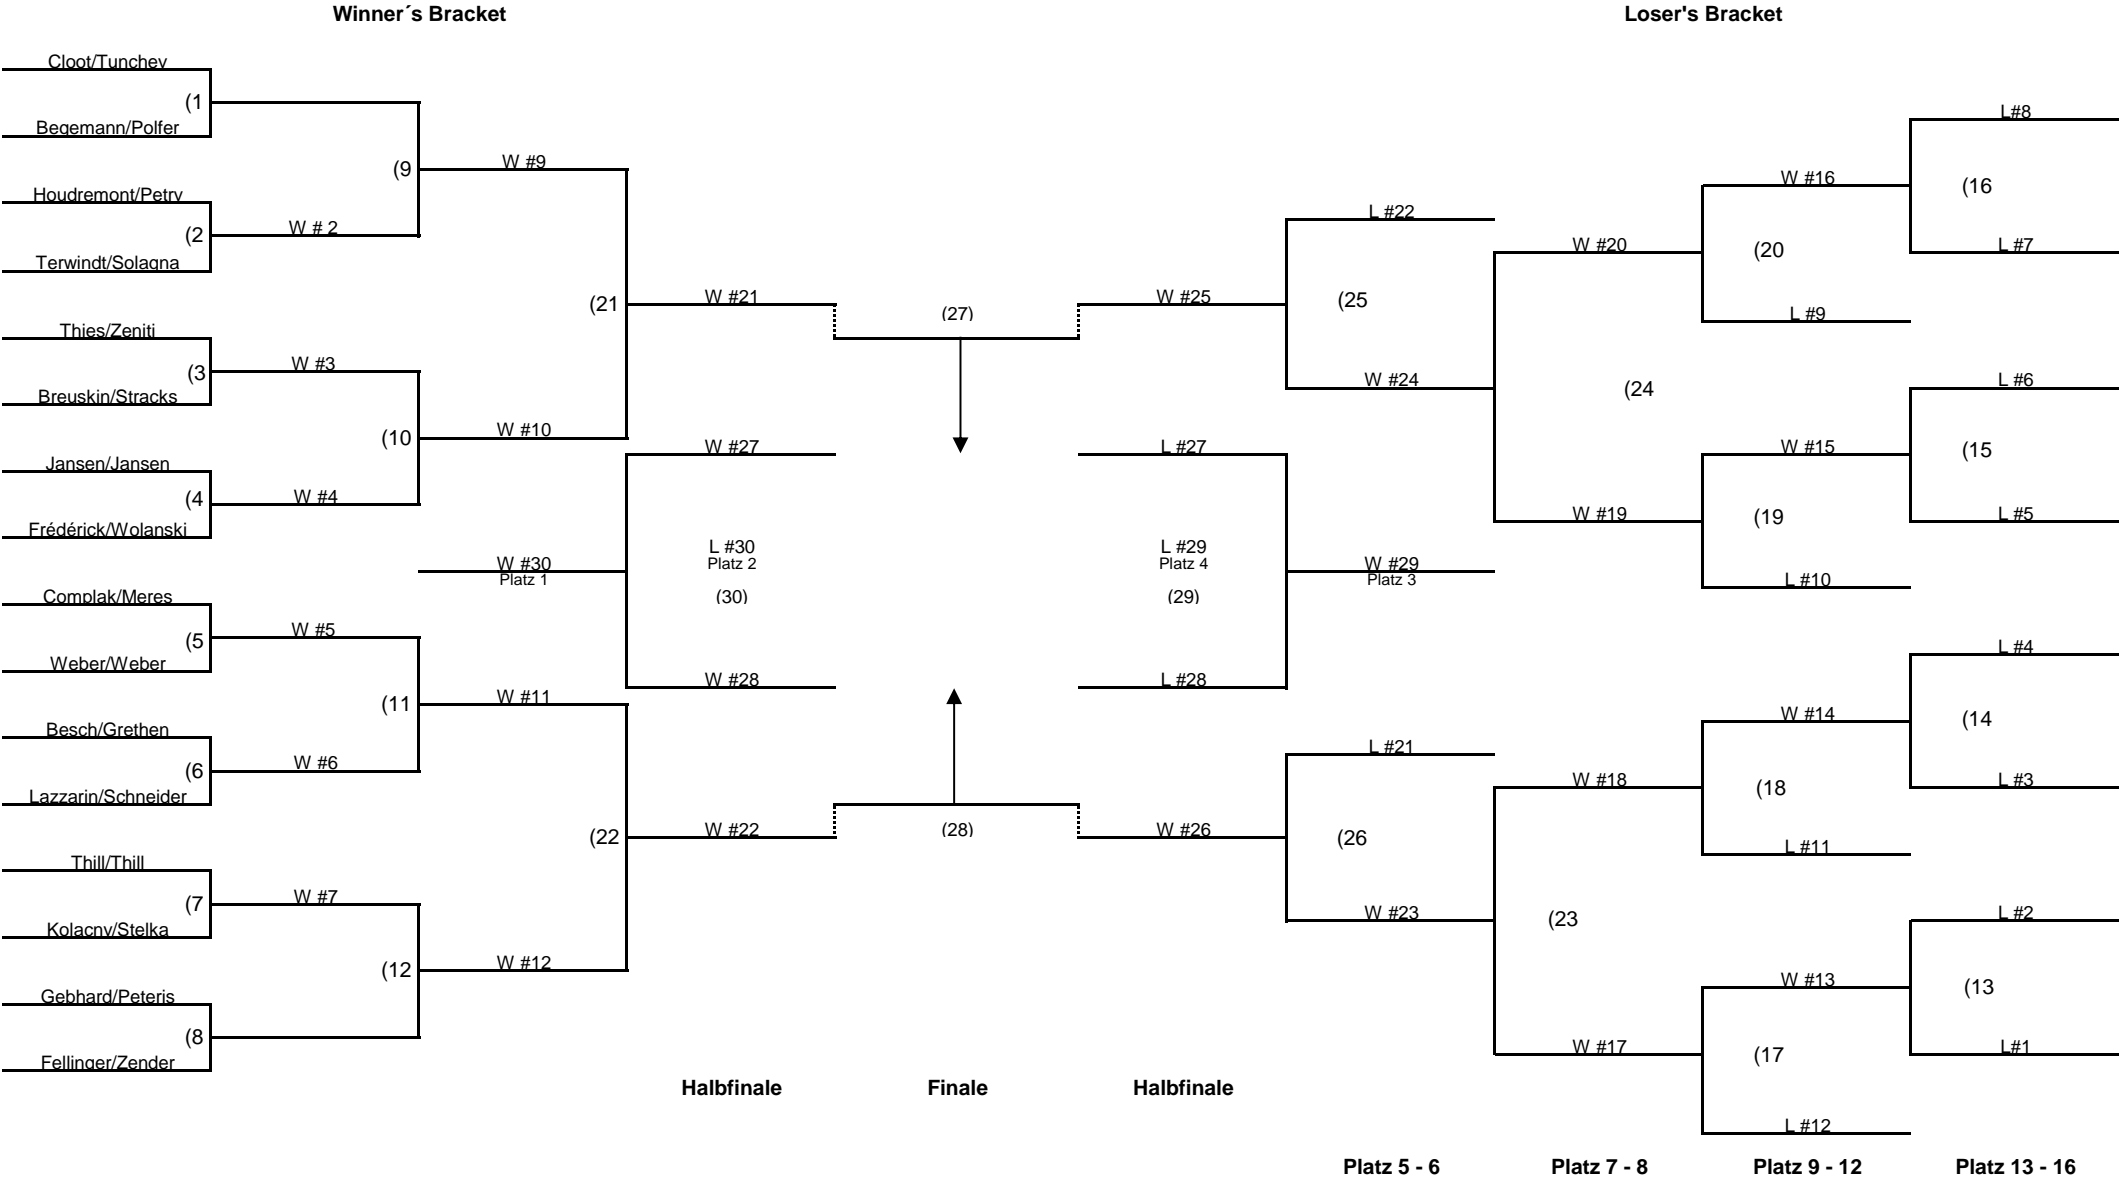 Winner´s Bracket
Loser's Bracket
Cloot/Tunchev
(1
Begemann/Polfer
(9
W #9
Houdremont/Petry
(2
W # 2
Terwindt/Solagna
(21
W #21
Thies/Zeniti
(3
W #3
Breuskin/Stracks
(10
W #10
Jansen/Jansen
(4
W #4
Frédérick/Wolanski
Complak/Meres
(5
W #5
Weber/Weber
(11
W #11
Besch/Grethen
(6
W #6
Lazzarin/Schneider
(22
W #22
Thill/Thill
(7
W #7
Kolacny/Stelka
(12
W #12
Gebhard/Peteris
(8
Fellinger/Zender
(27)
W #27
L #30
Platz 2
(30)
W #30
Platz 1
W #28
(28)
W #25
L #27
L #29
Platz 4
(29)
W #29
Platz 3
L #28
W #26
L #22
(25
W #24
L #21
(26
W #23
W #20
(24
W #19
W #18
(23
W #17
W #16
(20
L #9
W #15
(19
L #10
W #14
(18
L #11
W #13
(17
L #12
L#8
(16
L #7
L #6
(15
L #5
L #4
(14
L #3
L #2
(13
L#1
Halbfinale
Finale
Halbfinale
Platz 5 - 6
Platz 7 - 8
Platz 9 - 12
Platz 13 - 16